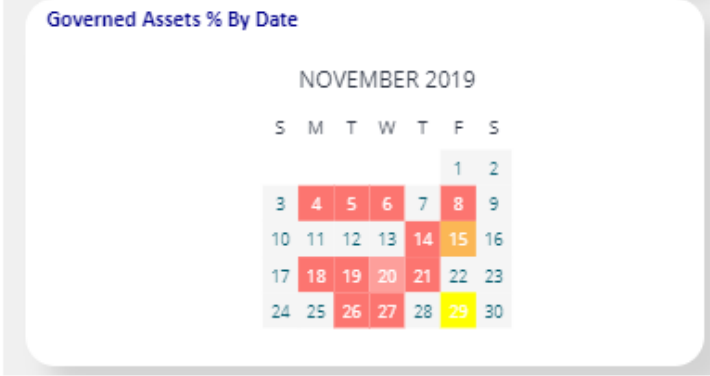 Governed Assets % By Date
NOVEMBER 2019
S M T W T F S
1 2
3 4 5 6 7 8 9
10 11 12 13 14 15 16
17 18 19 20 21 22 23
24 25 26 27 28 29 30